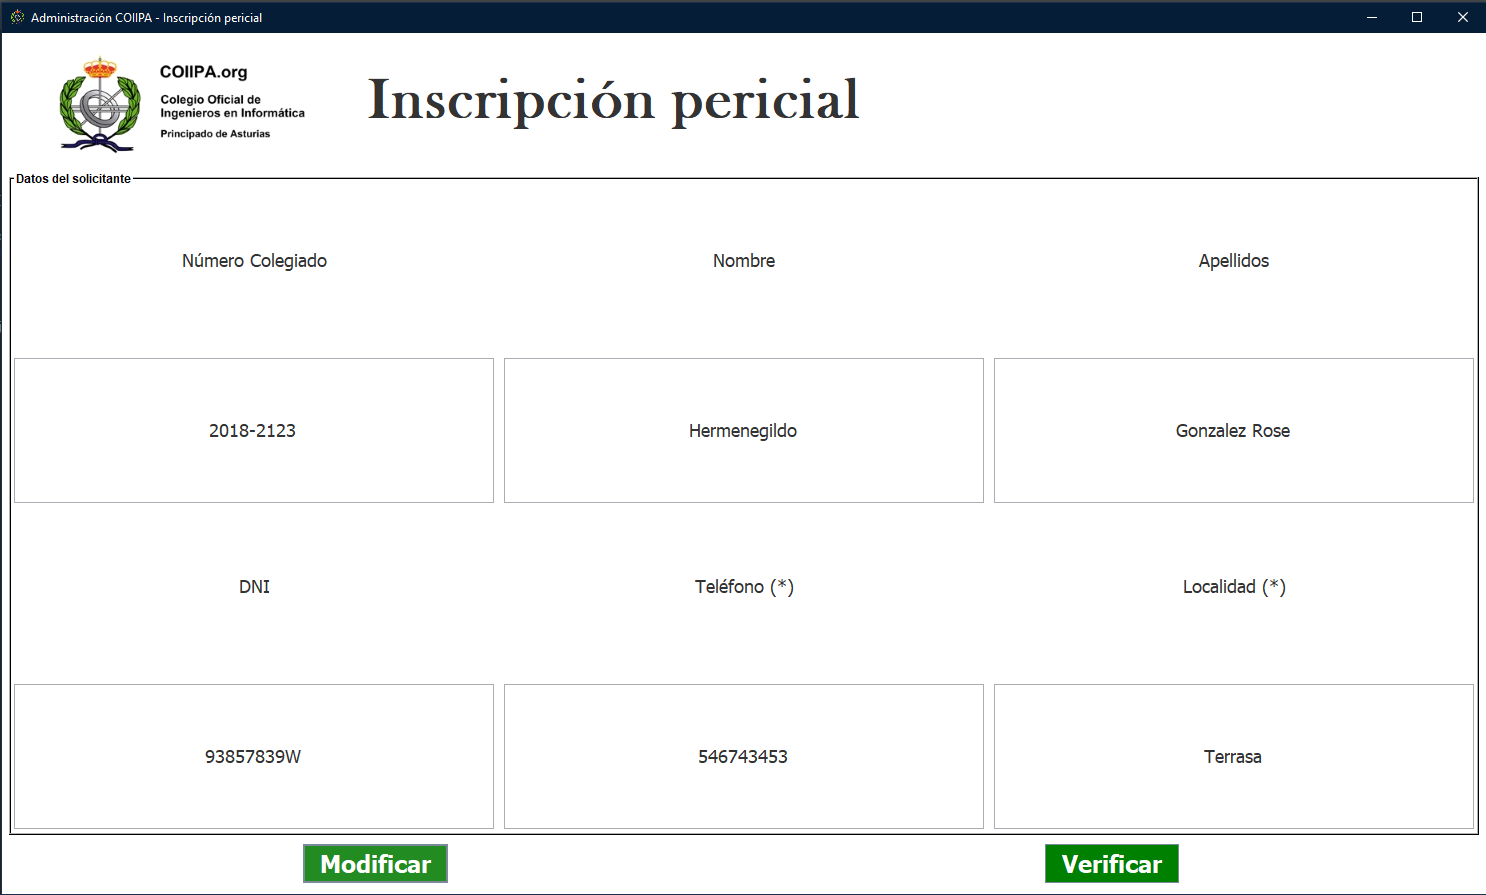 Administración COIIPA - Inscripción pericial
COIIPA.org
Colegio Oficial de
Ingenieros en Informática
Principado de Asturias
Inscripción pericial
Datos del solicitante
Número Colegiado Nombre Apellidos
2018-2123 Hermenegildo Gonzalez Rose
DNI Teléfono (*) Localidad (*)
93857839W 546743453 Terrasa
Modificar Verificar